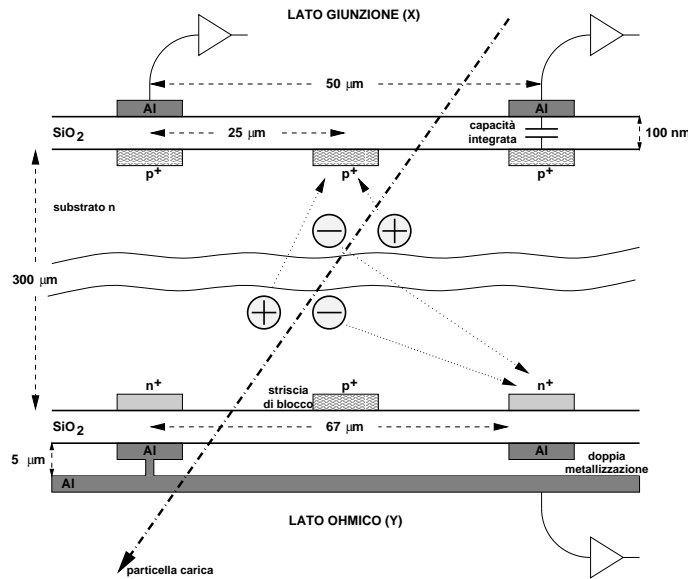 LATO GIUNZIONE (X)
50 µm
Al
Al
SiO2
25 µm
capacità
integrata
100 nm
p+
p+
p+
substrato n
300 µm
n+
striscia
di blocco
p+
n+
SiO2
67 µm
5 µm
Al
Al
doppia
metallizzazione
Al
LATO OHMICO (Y)
particella carica